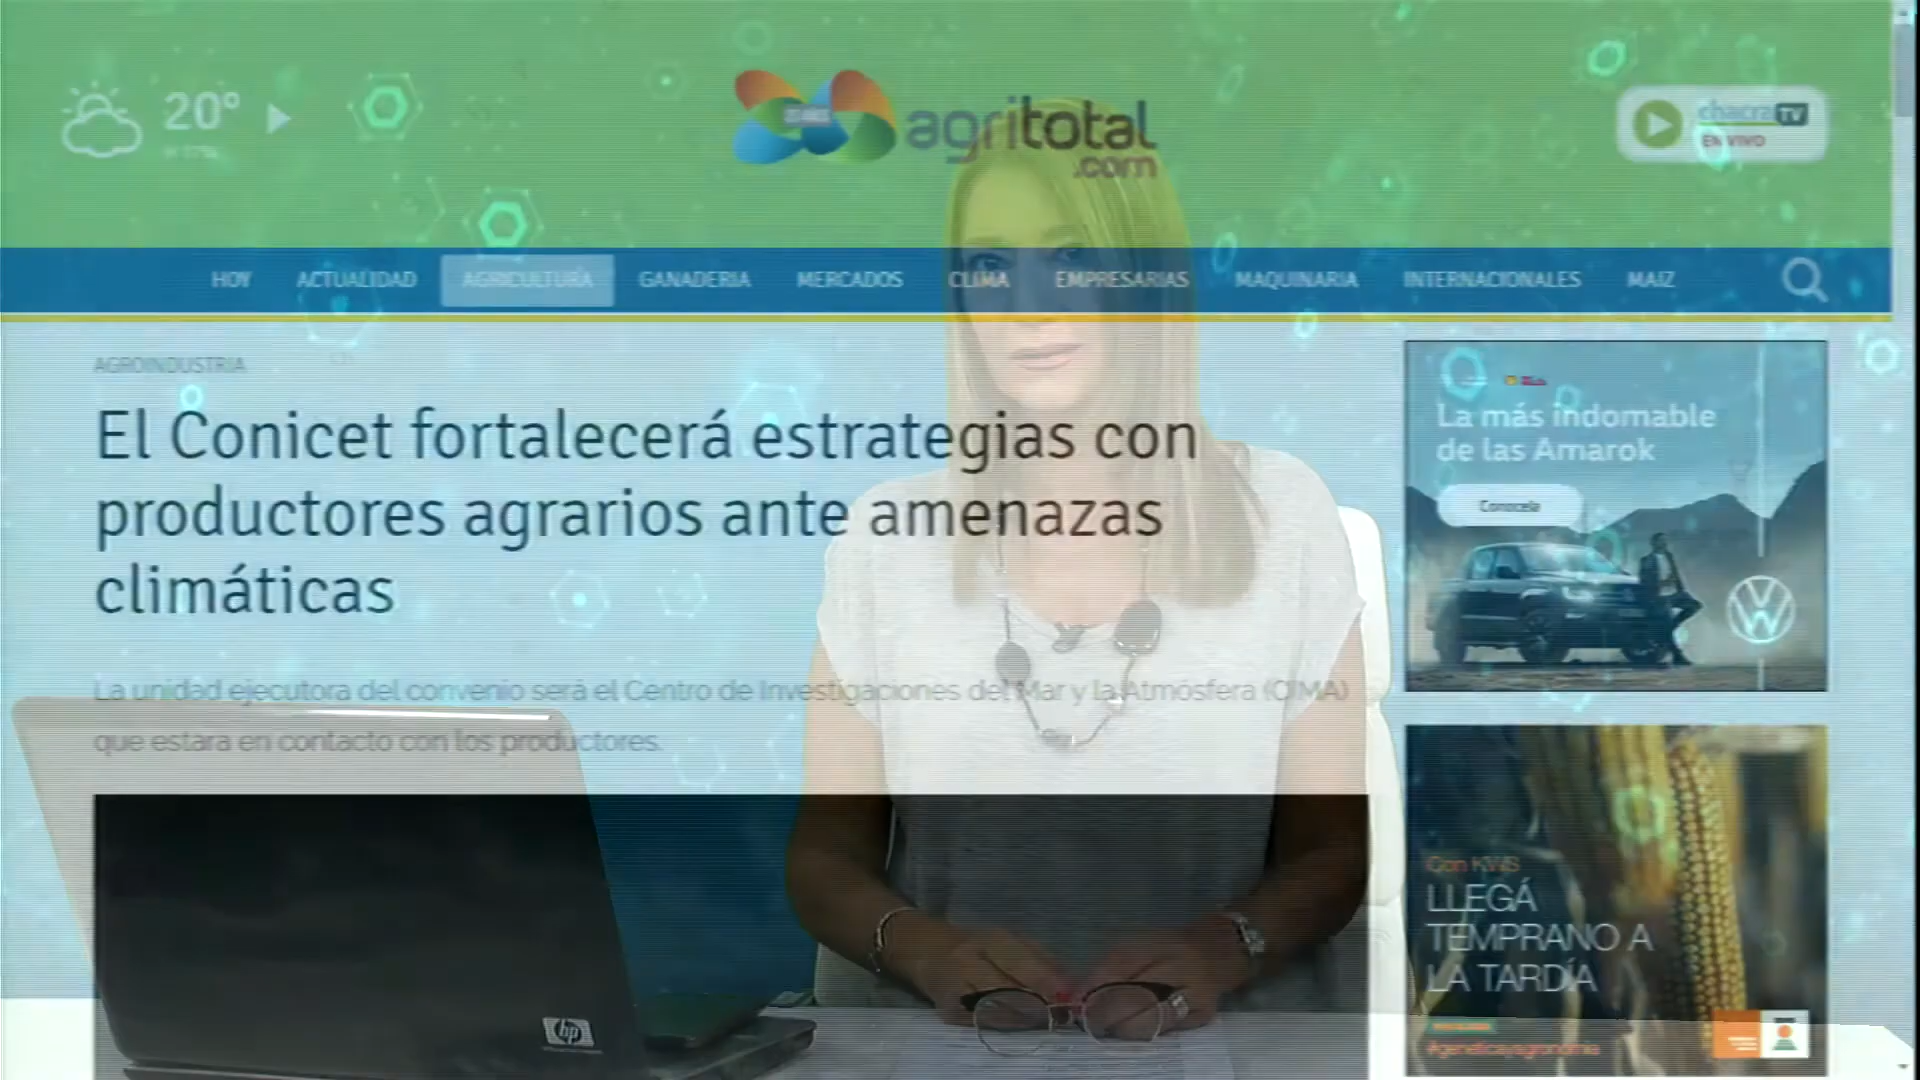 20°
agritotal
.com
chacra TV
EN VIVO
HOY ACTUALIDAD AGRICULTURA GANADERIA MERCADOS CLIMA EMPRESARIAS MAQUINARIA INTERNACIONALES MAIZ
AGROINDUSTRIA
El Conicet fortalecerá estrategias con
productores agrarios ante amenazas
climáticas
La unidad ejecutora del convenio será el Centro de Investigaciones del Mar y la Atmósfera (CIMA)
que estará en contacto con los productores.
La más indomable
de las Amarok
Conocela
Con KWS
LLEGÁ
TEMPRANO A
LA TARDÍA
#geneticayagronomia
hp